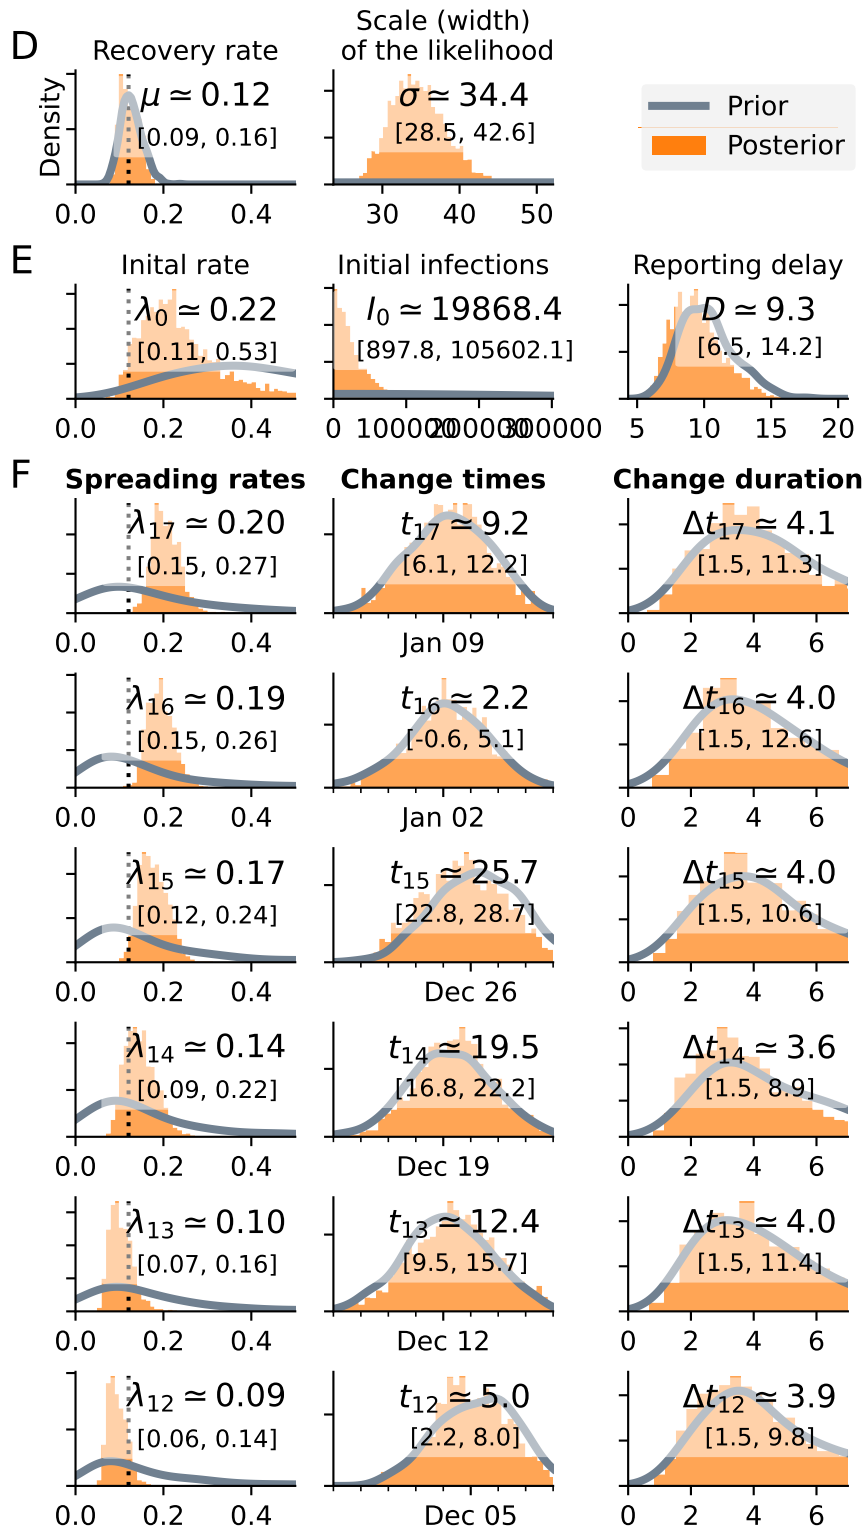 D
Recovery rate
Scale (width)
of the likelihood
Density
μ ≃ 0.12
[0.09, 0.16]
0.0 0.2 0.4
σ ≃ 34.4
[28.5, 42.6]
30 40 50
Prior
Posterior
E
Inital rate
λ0 ≃ 0.22
[0.11, 0.53]
0.0 0.2 0.4
Initial infections
I0 ≃ 19868.4
[897.8, 105602.1]
0 100000 200000 300000
Reporting delay
D ≃ 9.3
[6.5, 14.2]
5 10 15 20
F
Spreading rates
Change times
Change duration
λ17 ≃ 0.20
[0.15, 0.27]
0.0 0.2 0.4
t17 ≃ 9.2
[6.1, 12.2]
Jan 09
Δt17 ≃ 4.1
[1.5, 11.3]
0 2 4 6
λ16 ≃ 0.19
[0.15, 0.26]
0.0 0.2 0.4
t16 ≃ 2.2
[-0.6, 5.1]
Jan 02
Δt16 ≃ 4.0
[1.5, 12.6]
0 2 4 6
λ15 ≃ 0.17
[0.12, 0.24]
0.0 0.2 0.4
t15 ≃ 25.7
[22.8, 28.7]
Dec 26
Δt15 ≃ 4.0
[1.5, 10.6]
0 2 4 6
λ14 ≃ 0.14
[0.09, 0.22]
0.0 0.2 0.4
t14 ≃ 19.5
[16.8, 22.2]
Dec 19
Δt14 ≃ 3.6
[1.5, 8.9]
0 2 4 6
λ13 ≃ 0.10
[0.07, 0.16]
0.0 0.2 0.4
t13 ≃ 12.4
[9.5, 15.7]
Dec 12
Δt13 ≃ 4.0
[1.5, 11.4]
0 2 4 6
λ12 ≃ 0.09
[0.06, 0.14]
0.0 0.2 0.4
t12 ≃ 5.0
[2.2, 8.0]
Dec 05
Δt12 ≃ 3.9
[1.5, 9.8]
0 2 4 6